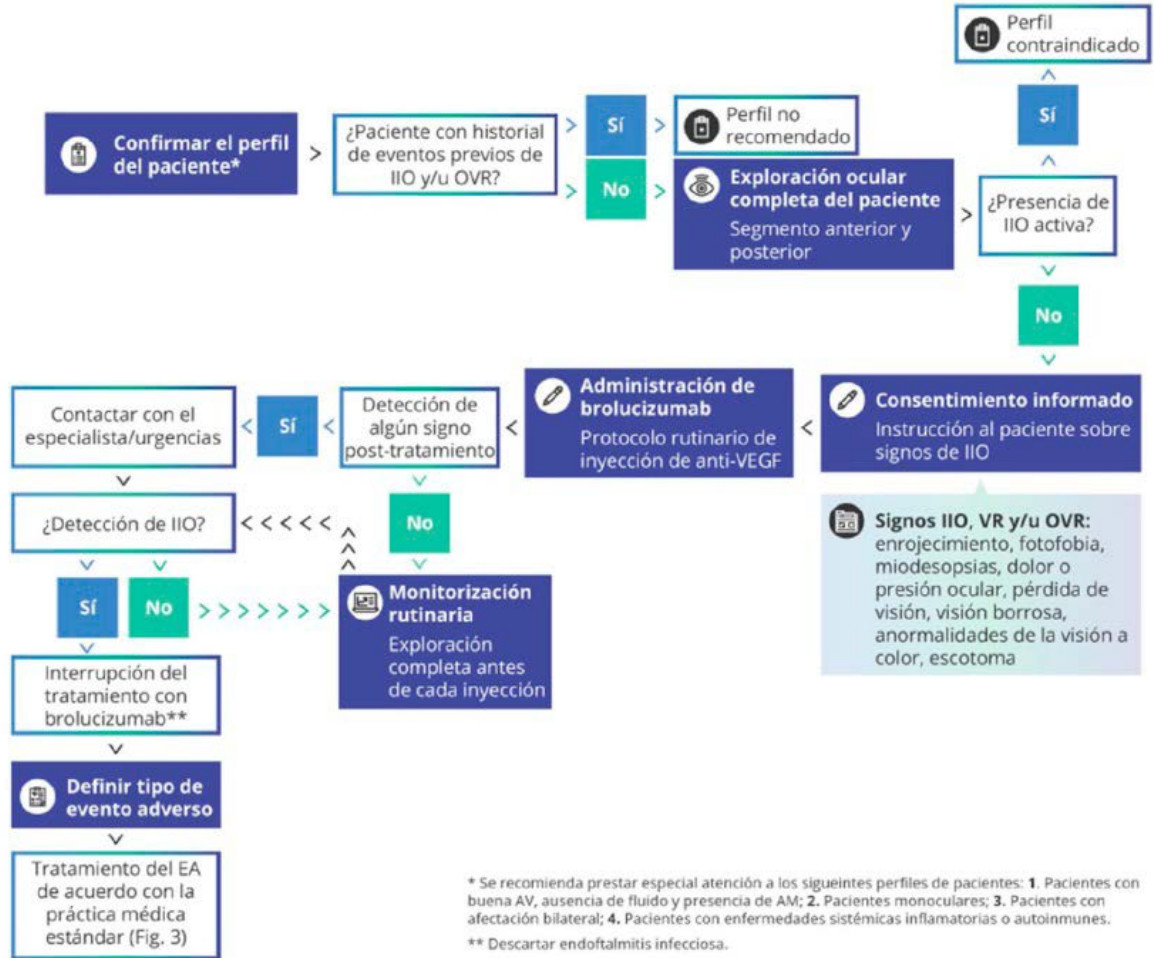 Confirmar el perfil
del paciente*
>
¿Paciente con historial
de eventos previos de
IIO y/u OVR?
> Sí >
Perfil no
recomendado
> No >
Exploración ocular
completa del paciente
Segmento anterior y
posterior
>
¿Presencia de
IIO activa?
Sí
Perfil
contraindicado
No
Consentimiento informado
Instrucción al paciente sobre
signos de IIO
Signos IIO, VR y/u OVR:
enrojecimiento, fotofobia,
miodesopsias, dolor o
presión ocular, pérdida de
visión, visión borrosa,
anormalidades de la visión a
color, escotoma
<
Administración de
brolucizumab
Protocolo rutinario de
inyección de anti-VEGF
<
Detección de
algún signo
post-tratamiento
< Sí <
Contactar con el
especialista/urgencias
No
Monitorización
rutinaria
Exploración
completa antes
de cada inyección
¿Detección de IIO?
< < < < <
Sí
No
> > > > > > >
Interrupción del
tratamiento con
brolucizumab**
Definir tipo de
evento adverso
Tratamiento del EA
de acuerdo con la
práctica médica
estándar (Fig. 3)
* Se recomienda prestar especial atención a los sigueintes perfiles de pacientes: 1. Pacientes con
buena AV, ausencia de fluido y presencia de AM; 2. Pacientes monoculares; 3. Pacientes con
afectación bilateral; 4. Pacientes con enfermedades sistémicas inflamatorias o autoinmunes.
** Descartar endoftalmitis infecciosa.